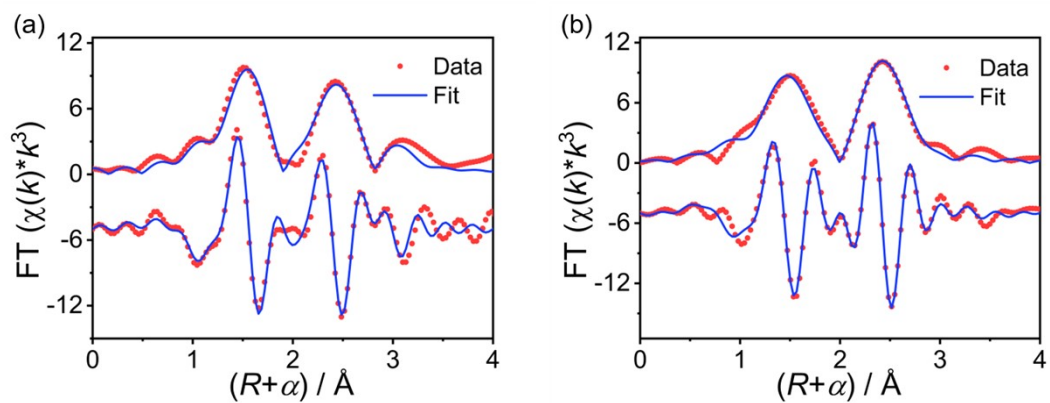 (a)
12
6
0
-6
-12
FT (χ(k)*k³)
Data
Fit
0 1 2 3 4
(R+α) / Å
(b)
12
6
0
-6
-12
FT (χ(k)*k³)
Data
Fit
0 1 2 3 4
(R+α) / Å